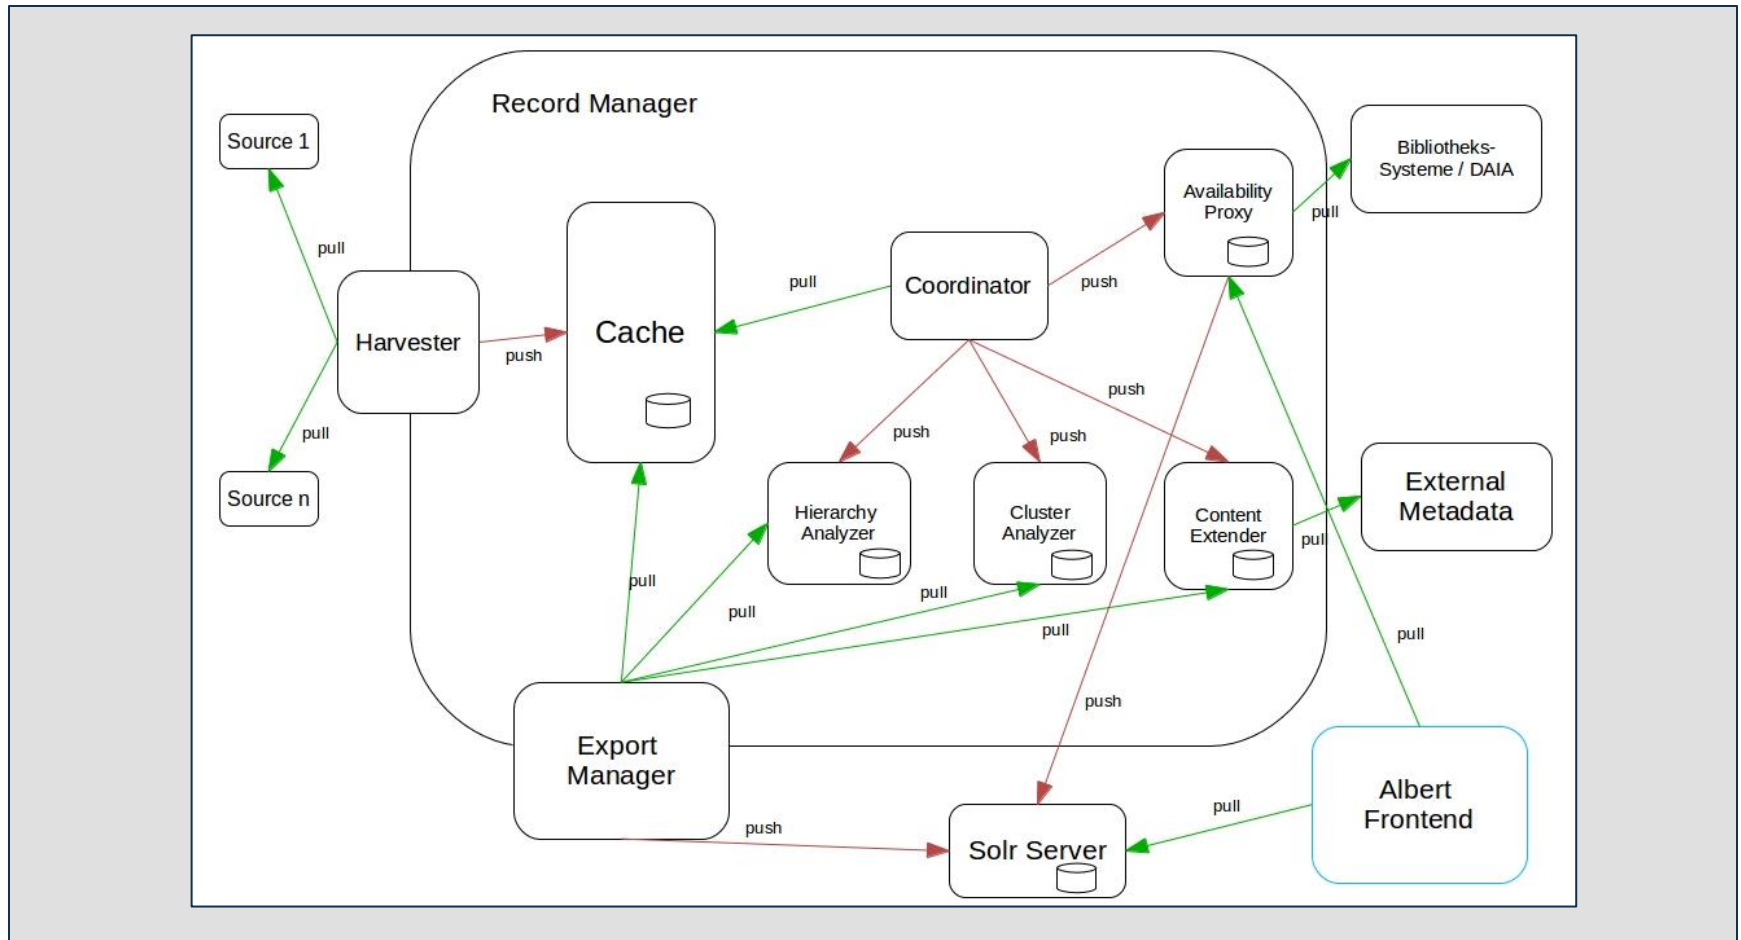 Record Manager
Source 1
Bibliotheks-
Systeme / DAIA
Availability
Proxy
pull
pull
Coordinator
pull
push
Cache
Harvester
push
push
pull
push
push
Source n
External
Metadata
Hierarchy
Analyzer
Cluster
Analyzer
Content
Extender
pull
pull
pull
pull
pull
pull
push
Export
Manager
Albert
Frontend
pull
push
Solr Server